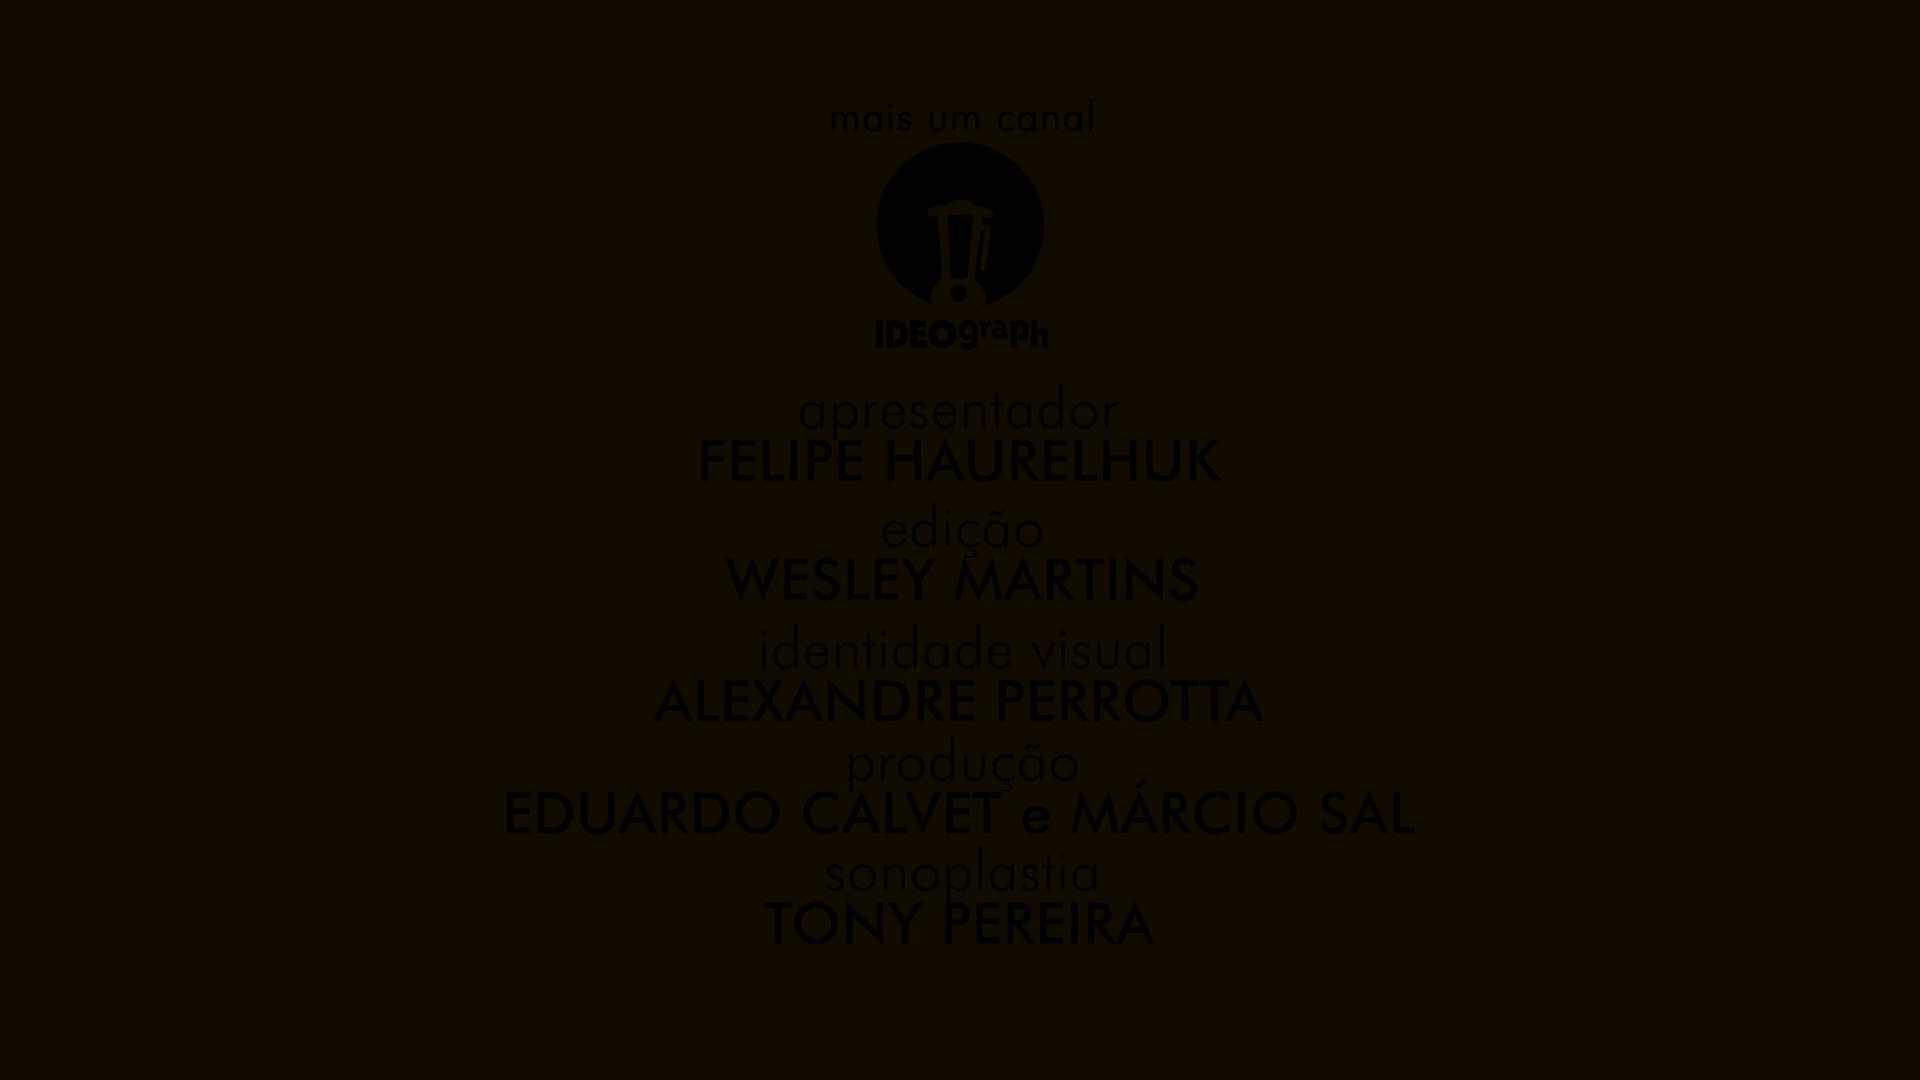 mais um canal
IDEOgraph
apresentador
FELIPE HAURELHUK
edição
WESLEY MARTINS
identidade visual
ALEXANDRE PERROTTA
produção
EDUARDO CALVET e MÁRCIO SAL
sonoplastia
TONY PEREIRA